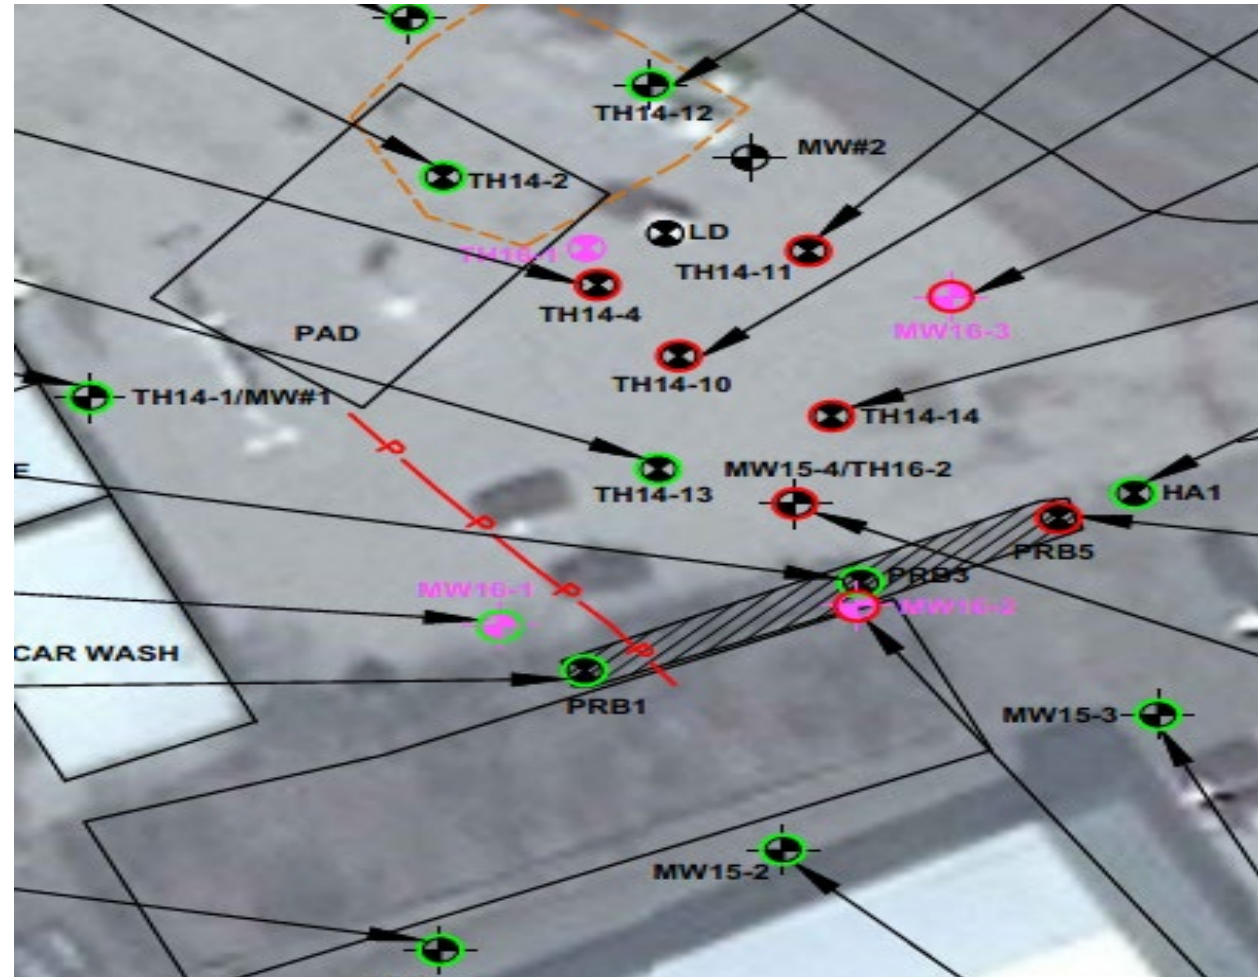 TH14-12
MW#2
TH14-2
LD
TH16-1
TH14-11
TH14-4
MW16-3
PAD
TH14-10
TH14-1/MW#1
TH14-14
MW15-4/TH16-2
E
TH14-13
HA1
PRB5
PRB3
MW16-1
MW16-2
CAR WASH
PRB1
MW15-3
MW15-2